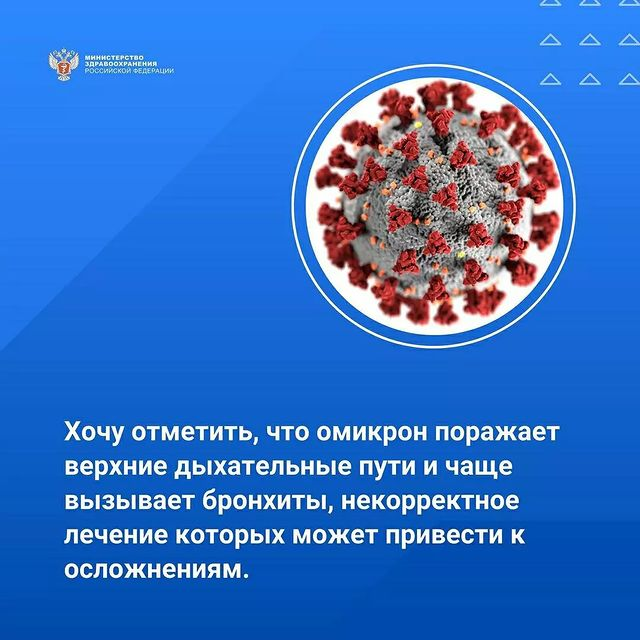 МИНИСТЕРСТВО
ЗДРАВООХРАНЕНИЯ
РОССИЙСКОЙ ФЕДЕРАЦИИ
Хочу отметить, что омикрон поражает
верхние дыхательные пути и чаще
вызывает бронхиты, некорректное
лечение которых может привести к
осложнениям.